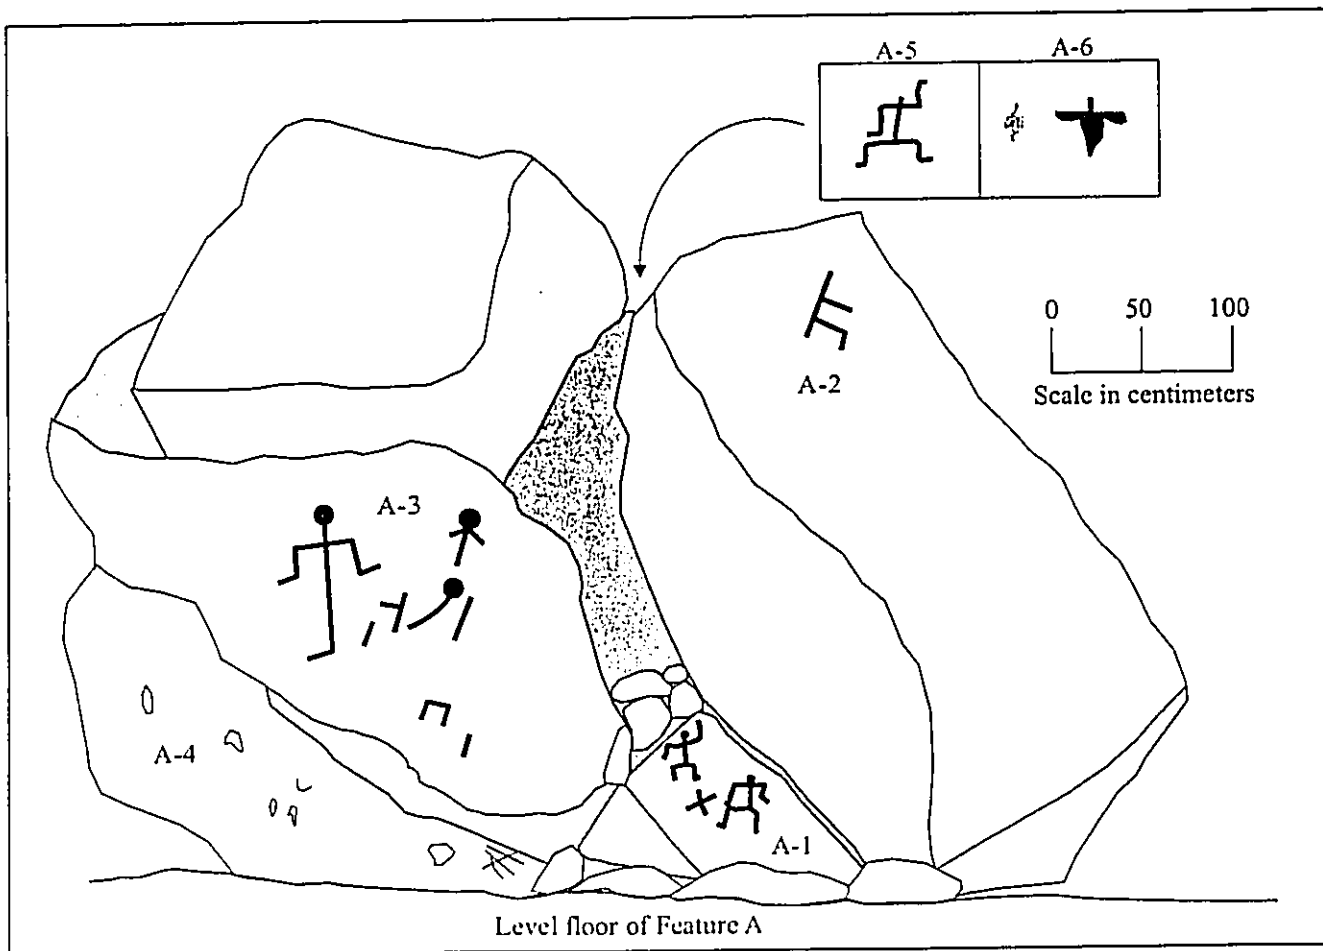 A-5 A-6
0 50 100
A-2
Scale in centimeters
A-3
A-4
A-1
Level floor of Feature A